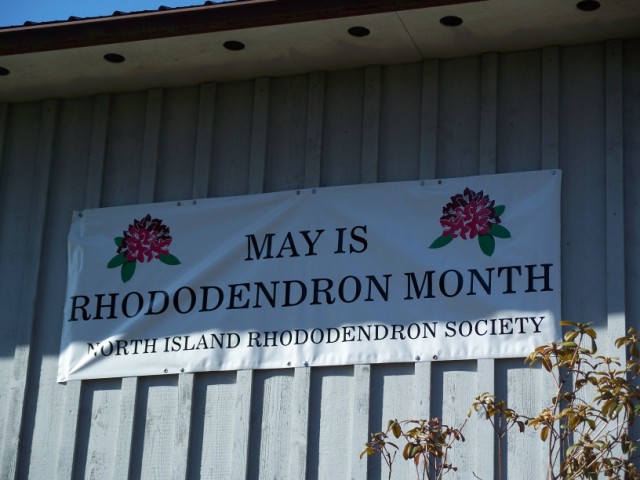 MAY IS
RHODODENDRON MONTH
NORTH ISLAND RHODODENDRON SOCIETY